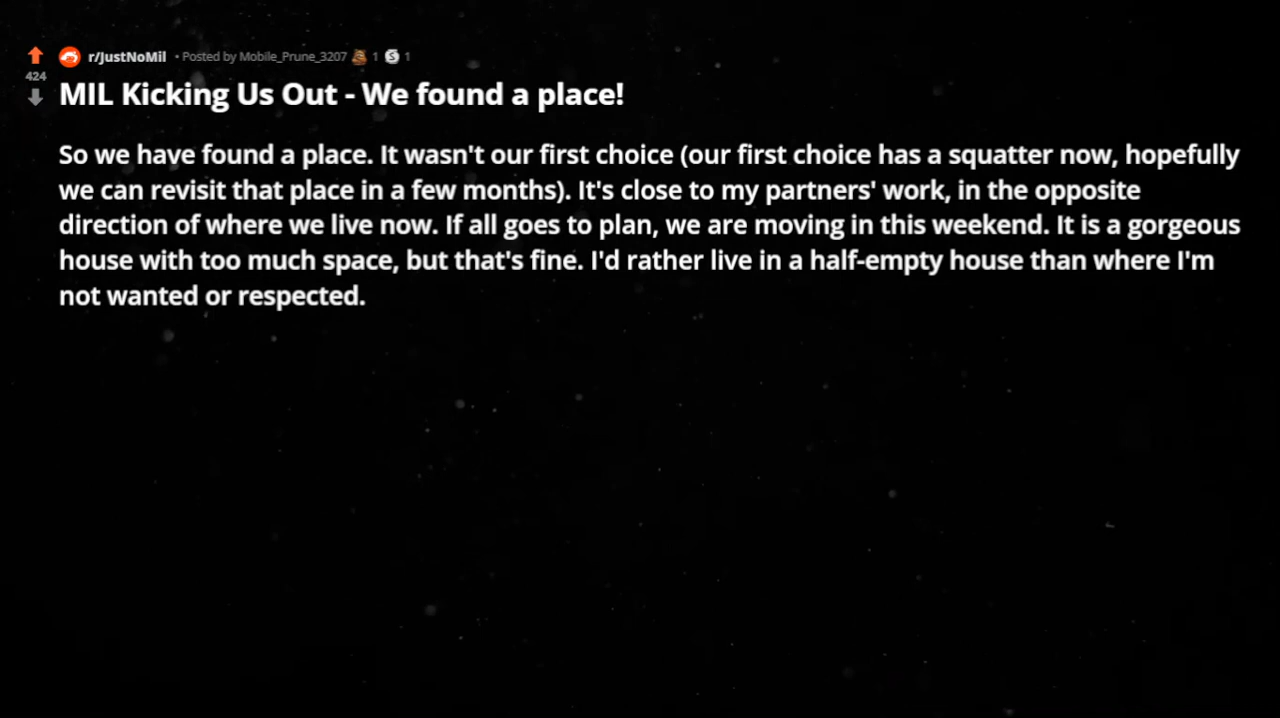 r/JustNoMil • Posted by Mobile_Prune_3207 1 S 1
424
MIL Kicking Us Out - We found a place!
So we have found a place. It wasn't our first choice (our first choice has a squatter now, hopefully
we can revisit that place in a few months). It's close to my partners' work, in the opposite
direction of where we live now. If all goes to plan, we are moving in this weekend. It is a gorgeous
house with too much space, but that's fine. I'd rather live in a half-empty house than where I'm
not wanted or respected.